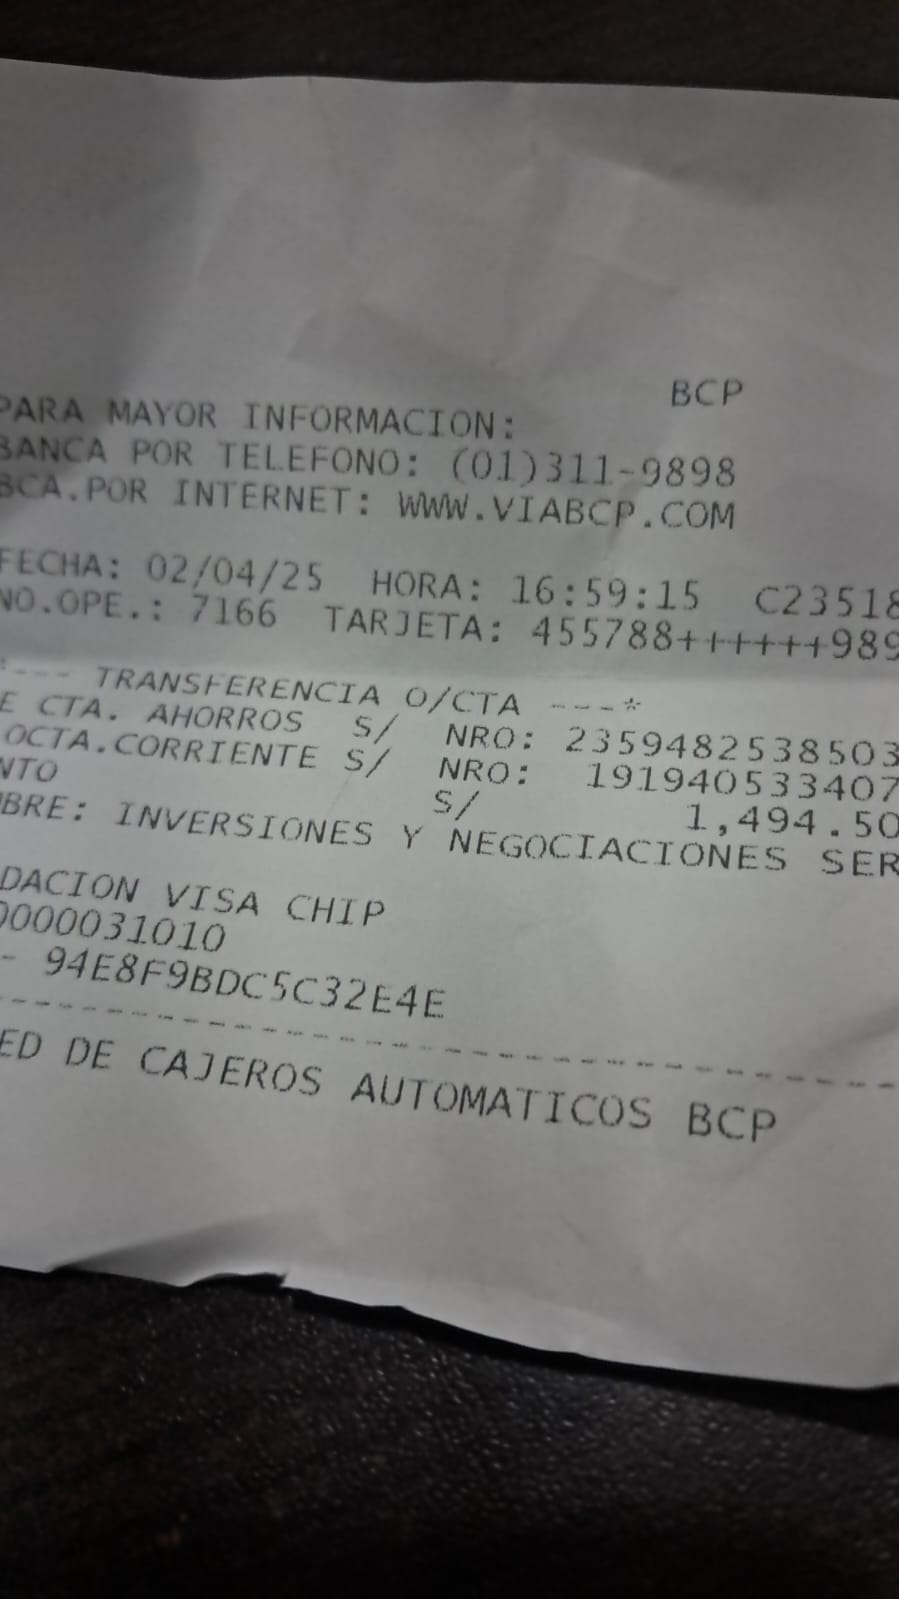 BCP
PARA MAYOR INFORMACION:
BANCA POR TELEFONO: (01)311-9898
BCA.POR INTERNET: WWW.VIABCP.COM
FECHA: 02/04/25 HORA: 16:59:15 C23518
NO.OPE.: 7166 TARJETA: 455788++++++989
*--- TRANSFERENCIA O/CTA ---*
E CTA. AHORROS S/ NRO: 2359482538503
OCTA.CORRIENTE S/ NRO: 191940533407
NTO S/ 1,494.50
BRE: INVERSIONES Y NEGOCIACIONES SER
DACION VISA CHIP
0000031010
- 94E8F9BDC5C32E4E
ED DE CAJEROS AUTOMATICOS BCP